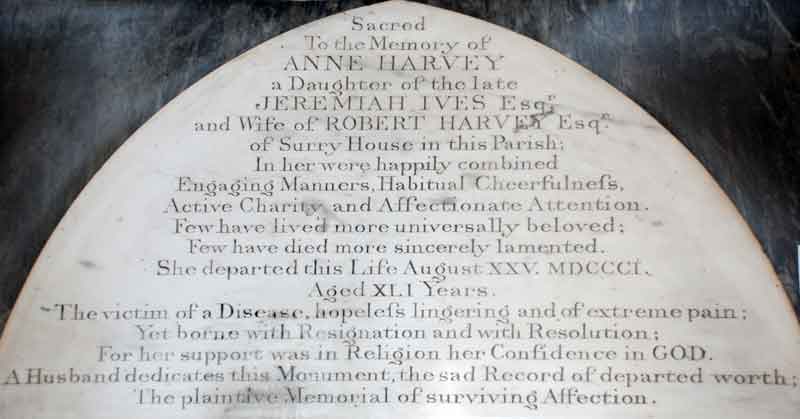 Sacred
To the Memory of
ANNE HARVEY
a Daughter of the late
JEREMIAH IVES Esqr.
and Wife of ROBERT HARVEY Esqr.
of Surry House in this Parish;
In her were happily combined
Engaging Manners, Habitual Cheerfulneſs,
Active Charity and Affectionate Attention.
Few have lived more universally beloved;
Few have died more sincerely lamented.
She departed this Life August XXV. MDCCCI.
Aged XLI Years.
The victim of a Disease, hopeleſs lingering and of extreme pain;
Yet borne with Resignation and with Resolution;
For her support was in Religion her Confidence in GOD.
A Husband dedicates this Monument, the sad Record of departed worth;
The plaintive Memorial of surviving Affection.